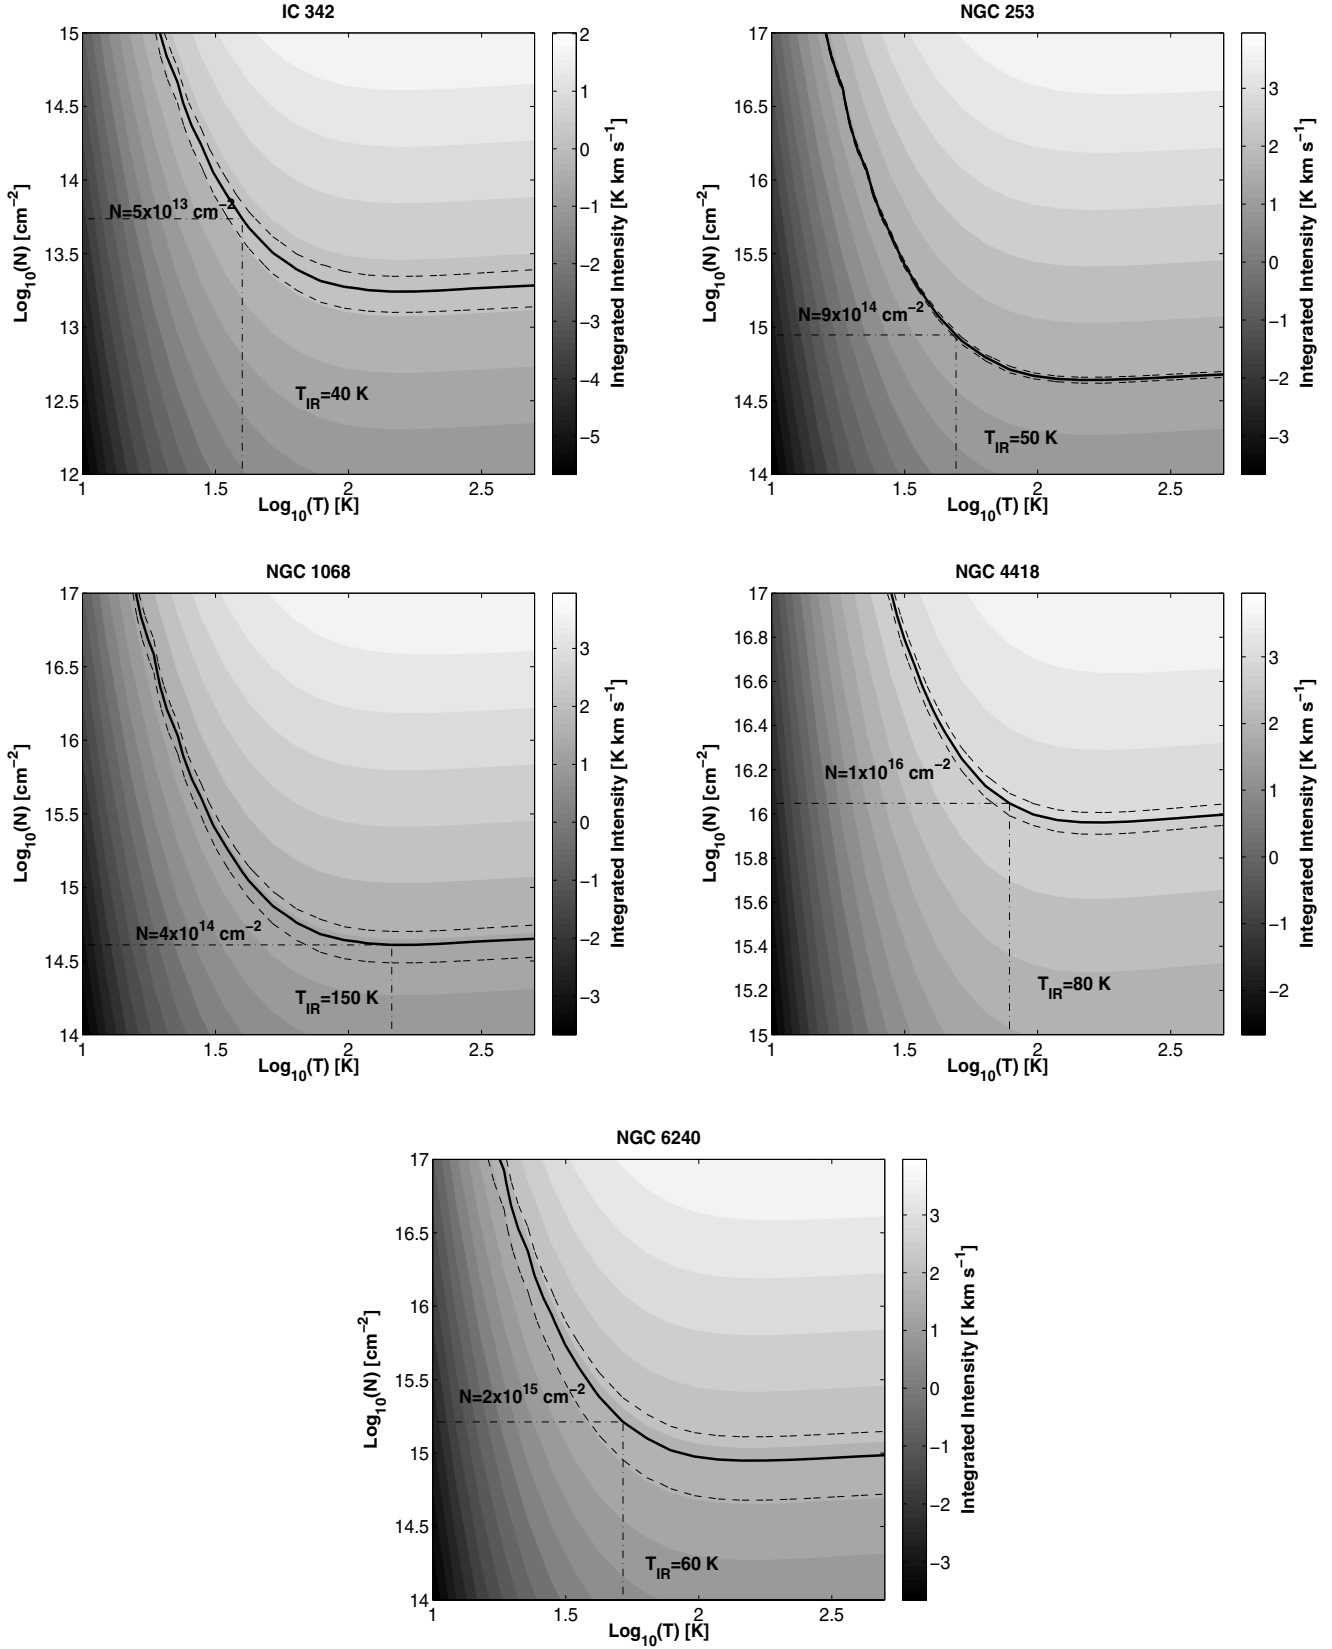 IC 342
15
14.5
14
13.5
13
12.5
12
1 1.5 2 2.5
Log10(N) [cm−2]
Log10(T) [K]
N=5x10^13 cm−2
T_IR=40 K
2
1
0
−1
−2
−3
−4
−5
Integrated Intensity [K km s−1]
NGC 253
17
16.5
16
15.5
15
14.5
14
1 1.5 2 2.5
Log10(N) [cm−2]
Log10(T) [K]
N=9x10^14 cm−2
T_IR=50 K
3
2
1
0
−1
−2
−3
Integrated Intensity [K km s−1]
NGC 1068
17
16.5
16
15.5
15
14.5
14
1 1.5 2 2.5
Log10(N) [cm−2]
Log10(T) [K]
N=4x10^14 cm−2
T_IR=150 K
3
2
1
0
−1
−2
−3
Integrated Intensity [K km s−1]
NGC 4418
17
16.8
16.6
16.4
16.2
16
15.8
15.6
15.4
15.2
15
1 1.5 2 2.5
Log10(N) [cm−2]
Log10(T) [K]
N=1x10^16 cm−2
T_IR=80 K
3
2
1
0
−1
−2
Integrated Intensity [K km s−1]
NGC 6240
17
16.5
16
15.5
15
14.5
14
1 1.5 2 2.5
Log10(N) [cm−2]
Log10(T) [K]
N=2x10^15 cm−2
T_IR=60 K
3
2
1
0
−1
−2
−3
Integrated Intensity [K km s−1]